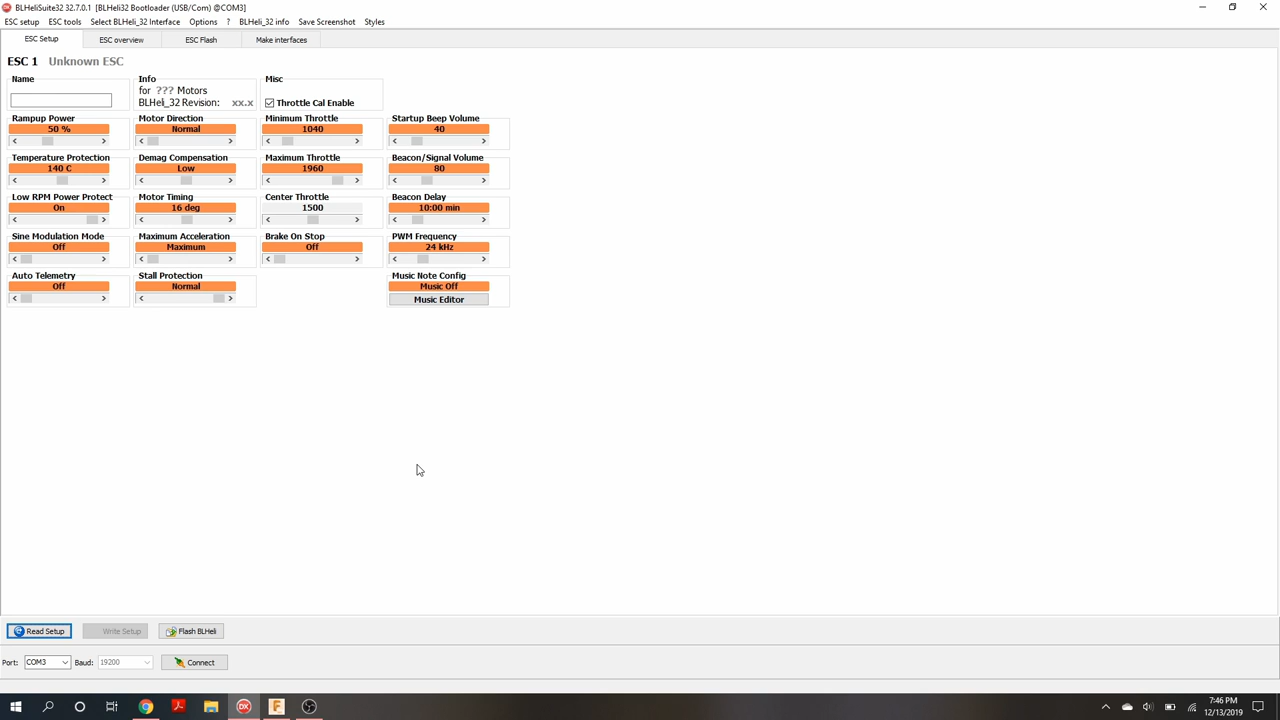 BLHeliSuite32 32.7.0.1 [BLHeli32 Bootloader (USB/Com) @COM3]
ESC setup ESC tools Select BLHeli_32 Interface Options ? BLHeli_32 info Save Screenshot Styles
ESC Setup ESC overview ESC Flash Make interfaces
ESC 1 Unknown ESC
Name Info Misc
for ??? Motors
BLHeli_32 Revision: xx.x Throttle Cal Enable
Rampup Power Motor Direction Minimum Throttle Startup Beep Volume
50 % Normal 1040 40
Temperature Protection Demag Compensation Maximum Throttle Beacon/Signal Volume
140 C Low 1960 80
Low RPM Power Protect Motor Timing Center Throttle Beacon Delay
On 16 deg 1500 10:00 min
Sine Modulation Mode Maximum Acceleration Brake On Stop PWM Frequency
Off Maximum Off 24 kHz
Auto Telemetry Stall Protection Music Note Config
Off Normal Music Off
Music Editor
Read Setup Write Setup Flash BLHeli
Port: COM3 Baud: 19200 Connect
7:46 PM
12/13/2019